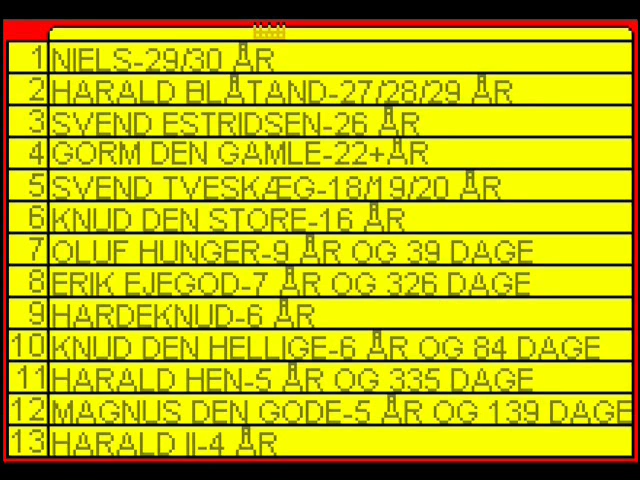 1 NIELS-29/30 ÅR
2 HARALD BLÅTAND-27/28/29 ÅR
3 SVEND ESTRIDSEN-26 ÅR
4 GORM DEN GAMLE-22+ÅR
5 SVEND TVESKÆG-18/19/20 ÅR
6 KNUD DEN STORE-16 ÅR
7 OLUF HUNGER-9 ÅR OG 39 DAGE
8 ERIK EJEGOD-7 ÅR OG 326 DAGE
9 HARDEKNUD-6 ÅR
10 KNUD DEN HELLIGE-6 ÅR OG 84 DAGE
11 HARALD HEN-5 ÅR OG 335 DAGE
12 MAGNUS DEN GODE-5 ÅR OG 139 DAGE
13 HARALD II-4 ÅR